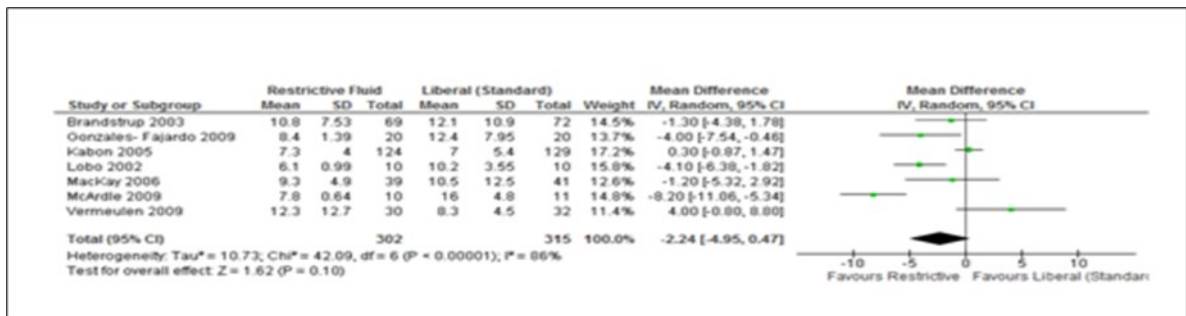 Restrictive Fluid Liberal (Standard) Mean Difference Mean Difference
Study or Subgroup Mean SD Total Mean SD Total Weight IV, Random, 95% CI IV, Random, 95% CI
Brandstrup 2003 10.8 7.53 69 12.1 10.9 72 14.5% -1.30 [-4.38, 1.78]
Gonzales- Fajardo 2009 8.4 1.39 20 12.4 7.95 20 13.7% -4.00 [-7.54, -0.46]
Kabon 2005 7.3 4 124 7 5.4 129 17.2% 0.30 [-0.87, 1.47]
Lobo 2002 6.1 0.99 10 10.2 3.55 10 15.8% -4.10 [-6.38, -1.82]
MacKay 2006 9.3 4.9 39 10.5 12.5 41 12.6% -1.20 [-5.32, 2.92]
McArdle 2009 7.8 0.64 10 16 4.8 11 14.8% -8.20 [-11.06, -5.34]
Vermeulen 2009 12.3 12.7 30 8.3 4.5 32 11.4% 4.00 [-0.80, 8.80]
Total (95% CI) 302 315 100.0% -2.24 [-4.95, 0.47]
Heterogeneity: Tau² = 10.73; Chi² = 42.09, df = 6 (P < 0.00001); I² = 86%
Test for overall effect: Z = 1.62 (P = 0.10)
-10 -5 0 5 10
Favours Restrictive Favours Liberal (Standard